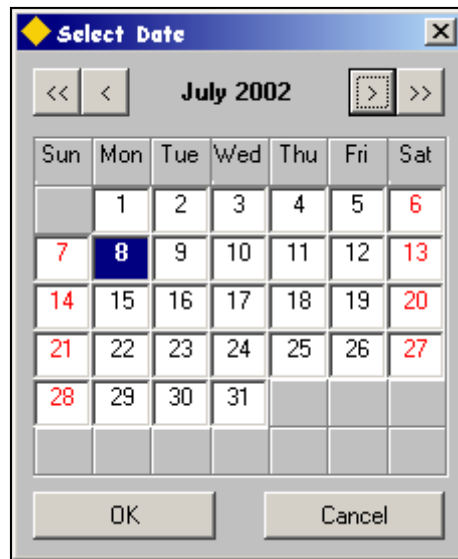 Select Date
<< < July 2002 > >>
Sun Mon Tue Wed Thu Fri Sat
1 2 3 4 5 6
7 8 9 10 11 12 13
14 15 16 17 18 19 20
21 22 23 24 25 26 27
28 29 30 31
OK Cancel